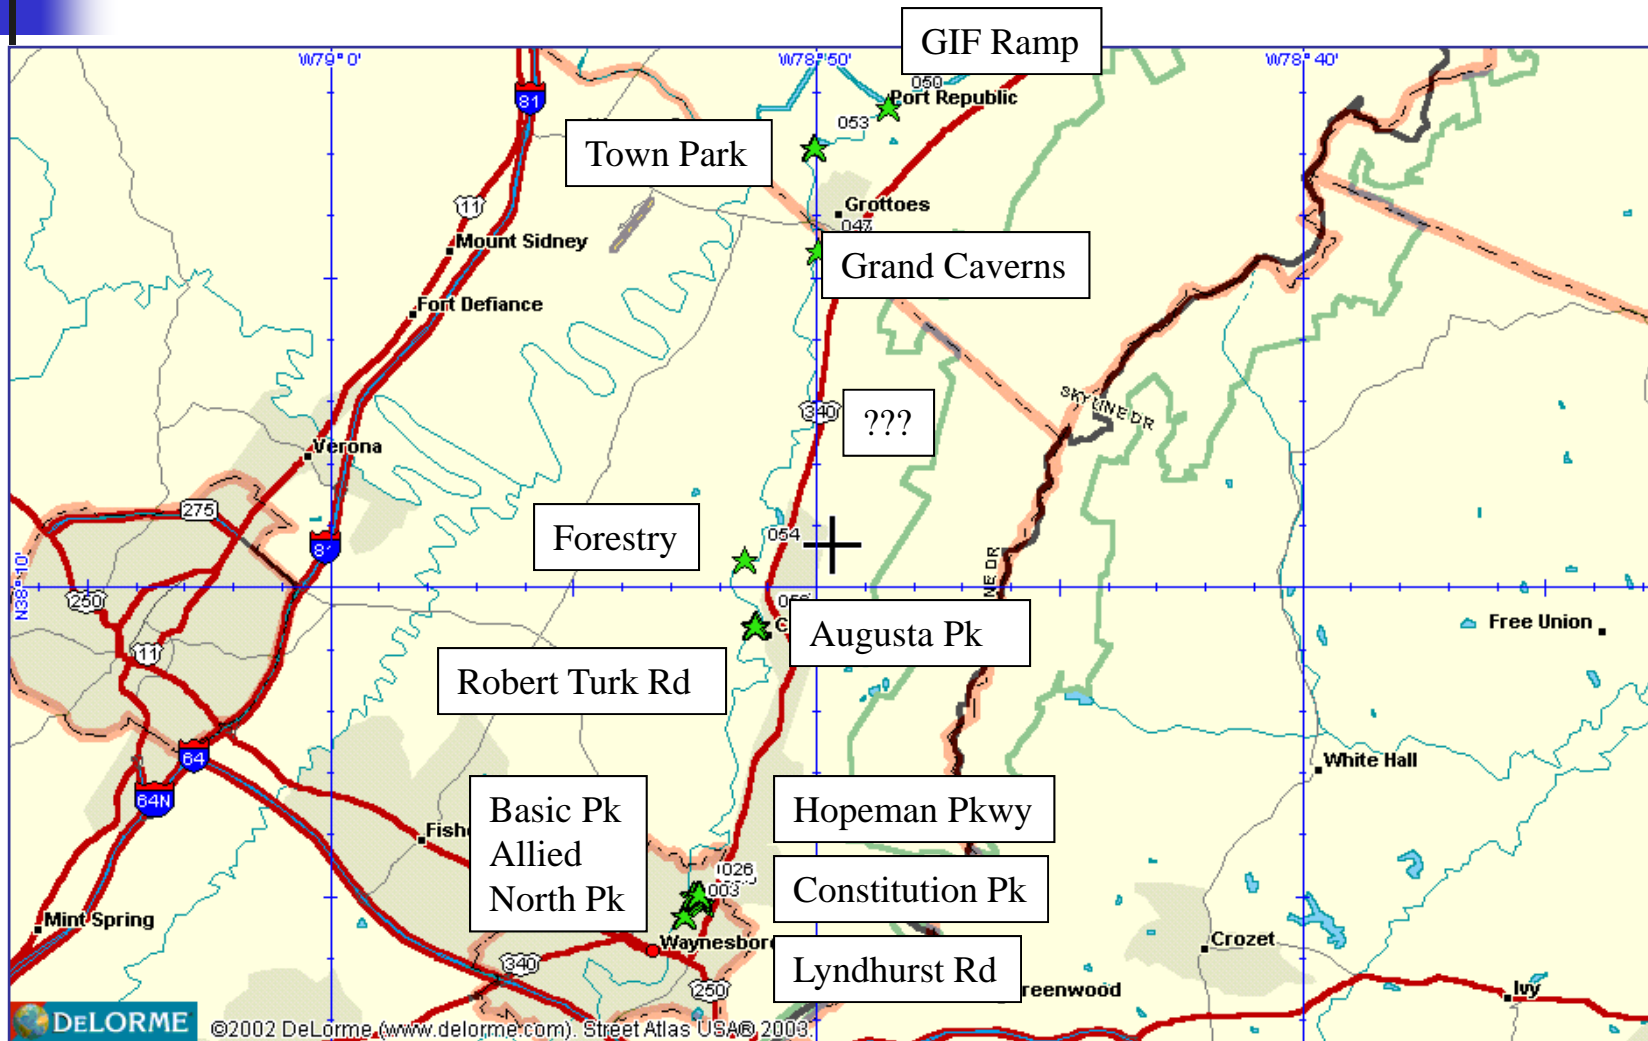 GIF Ramp
W79° 0'
W78°50'
W78°40'
81
050
Port Republic
053
Town Park
11
Grottoes
047
Mount Sidney
Grand Caverns
Fort Defiance
SKYLINE DR
340
???
Verona
275
Forestry
054
81
N38°10'
NE DR
250
Augusta Pk
Free Union
11
Robert Turk Rd
64
White Hall
64N
Basic Pk
Allied
North Pk
Hopeman Pkwy
Fishe
026
003
Constitution Pk
Mint Spring
Waynesboro
Crozet
340
Lyndhurst Rd
250
reenwood
Ivy
DELORME
©2002 DeLorme (www.delorme.com). Street Atlas USA® 2003.